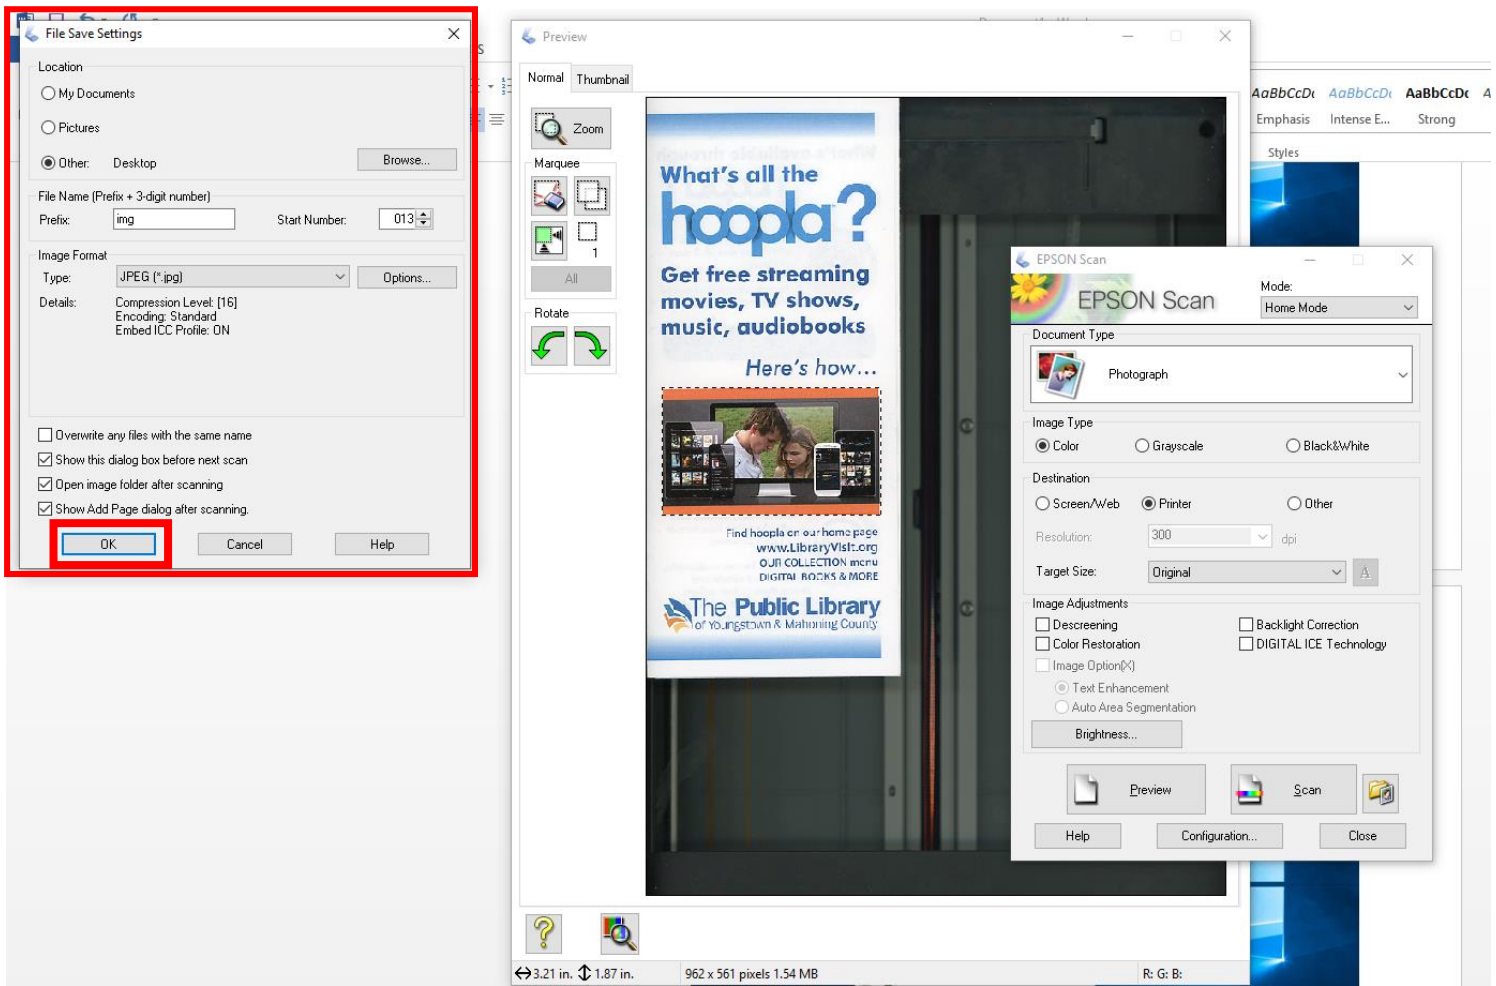 File Save Settings
Location
My Documents
Pictures
Other: Desktop Browse...
File Name (Prefix + 3-digit number)
Prefix: img Start Number: 013
Image Format
Type: JPEG (*.jpg) Options...
Details: Compression Level: [16]
Encoding: Standard
Embed ICC Profile: ON
Overwrite any files with the same name
Show this dialog box before next scan
Open image folder after scanning
Show Add Page dialog after scanning.
OK Cancel Help
Preview
Normal Thumbnail
Zoom
Marquee
1
All
Rotate
What's all the
hoopla?
Get free streaming
movies, TV shows,
music, audiobooks
Here's how...
Find hoopla on our home page
www.LibraryVisit.org
OUR COLLECTION menu
DIGITAL BOOKS & MORE
The Public Library
of Youngstown & Mahoning County
3.21 in. 1.87 in. 962 x 561 pixels 1.54 MB R: G: B:
AaBbCcDc AaBbCcDc AaBbCcDc
Emphasis Intense E... Strong
Styles
EPSON Scan
EPSON Scan
Mode:
Home Mode
Document Type
Photograph
Image Type
Color Grayscale Black&White
Destination
Screen/Web Printer Other
Resolution: 300 dpi
Target Size: Original A
Image Adjustments
Descreening Backlight Correction
Color Restoration DIGITAL ICE Technology
Image Option(X)
Text Enhancement
Auto Area Segmentation
Brightness...
Preview Scan
Help Configuration... Close